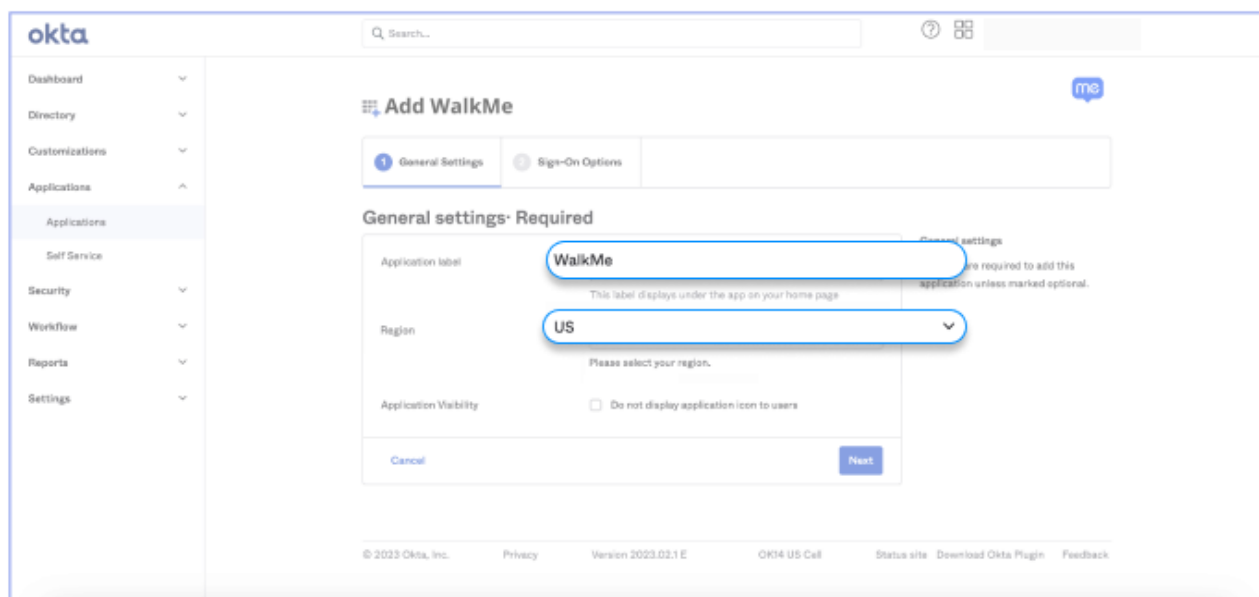 okta
Search...
Dashboard
Directory
Customizations
Applications
Applications
Self Service
Security
Workflow
Reports
Settings
me
Add WalkMe
1 General Settings
2 Sign-On Options
General settings· Required
Application label
WalkMe
This label displays under the app on your home page
Region
US
Please select your region.
Application Visibility
Do not display application icon to users
Cancel
Next
General settings
are required to add this
application unless marked optional.
© 2023 Okta, Inc. Privacy Version 2023.02.1 E OK14 US Cell Status site Download Okta Plugin Feedback